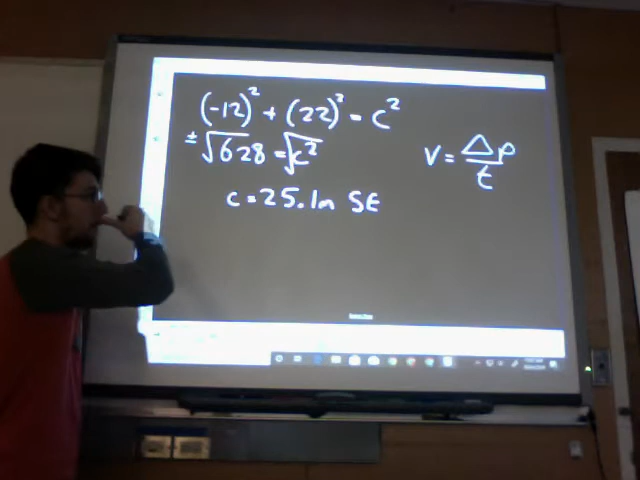 (-12)² + (22)² = c²
±√628 = √c²
c = 25.1m SE
v = Δp/t